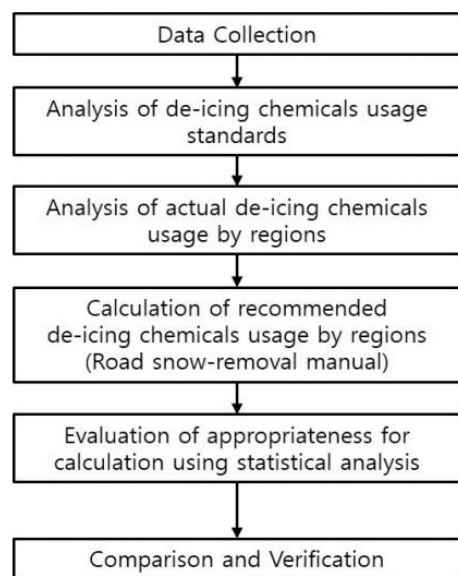 Data Collection
Analysis of de-icing chemicals usage
standards
Analysis of actual de-icing chemicals
usage by regions
Calculation of recommended
de-icing chemicals usage by regions
(Road snow-removal manual)
Evaluation of appropriateness for
calculation using statistical analysis
Comparison and Verification